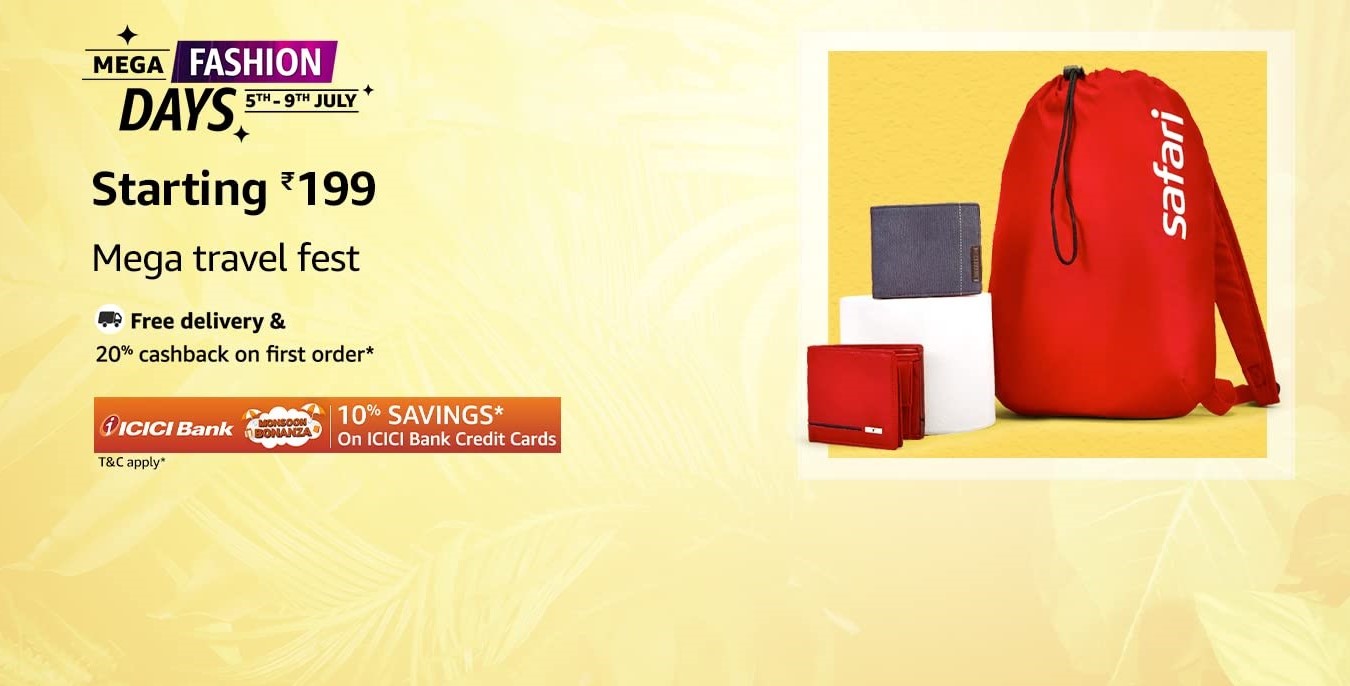 MEGA FASHION
DAYS 5TH - 9TH JULY
Starting ₹199
Mega travel fest
Free delivery &
20% cashback on first order*
ICICI Bank
MONSOON
BONANZA
10% SAVINGS*
On ICICI Bank Credit Cards
T&C apply*
safari